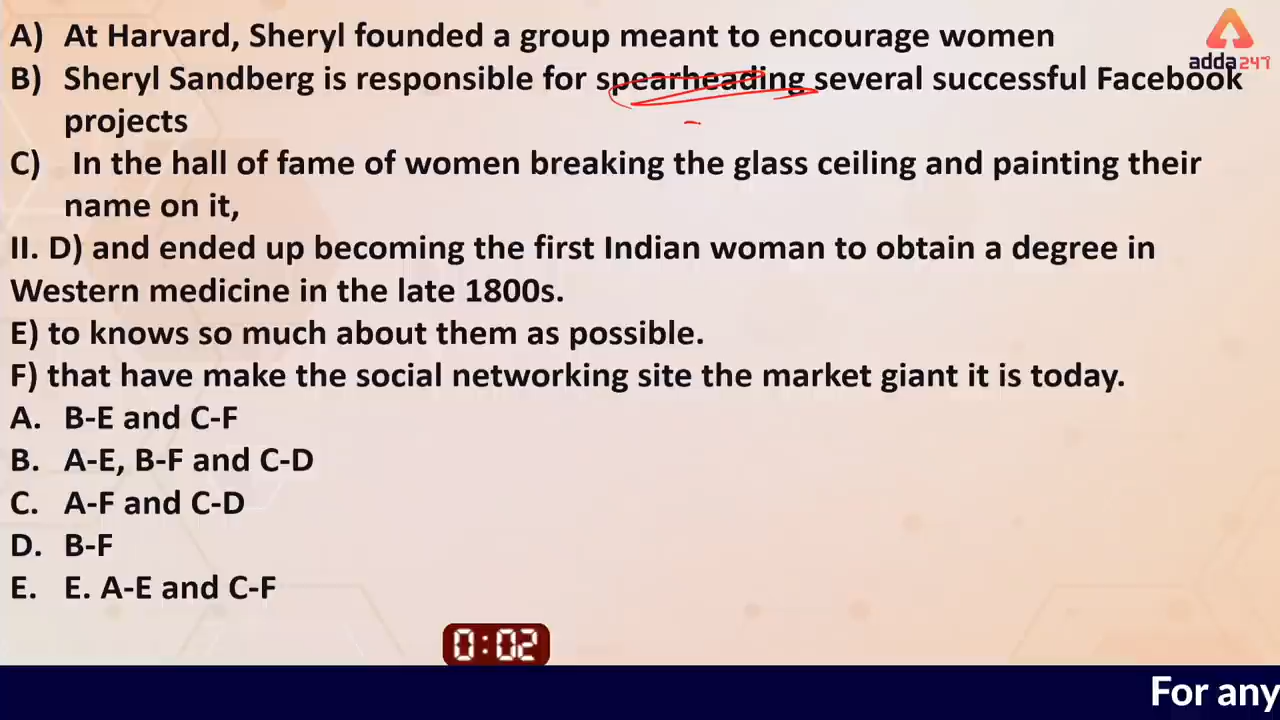 A) At Harvard, Sheryl founded a group meant to encourage women
adda247
B) Sheryl Sandberg is responsible for spearheading several successful Facebook
projects
C) In the hall of fame of women breaking the glass ceiling and painting their
name on it,
II. D) and ended up becoming the first Indian woman to obtain a degree in
Western medicine in the late 1800s.
E) to knows so much about them as possible.
F) that have make the social networking site the market giant it is today.
A. B-E and C-F
B. A-E, B-F and C-D
C. A-F and C-D
D. B-F
E. E. A-E and C-F
0:02
For any